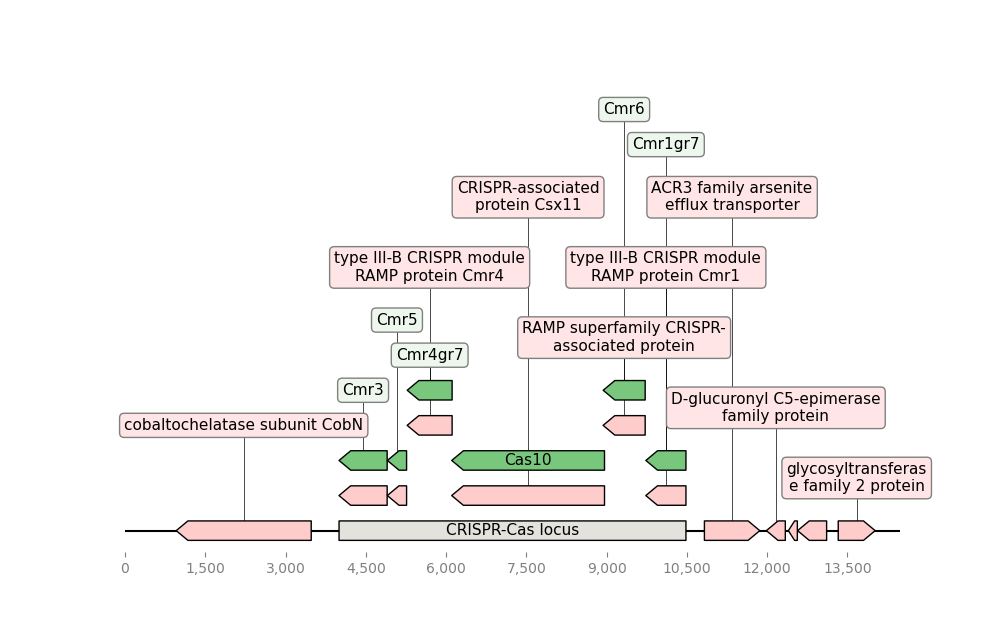 Cmr6
Cmr1gr7
CRISPR-associated
protein Csx11
ACR3 family arsenite
efflux transporter
type III-B CRISPR module
RAMP protein Cmr4
type III-B CRISPR module
RAMP protein Cmr1
Cmr5
RAMP superfamily CRISPR-
associated protein
Cmr4gr7
Cmr3
D-glucuronyl C5-epimerase
family protein
cobaltochelatase subunit CobN
Cas10
glycosyltransferas
e family 2 protein
CRISPR-Cas locus
0 1,500 3,000 4,500 6,000 7,500 9,000 10,500 12,000 13,500